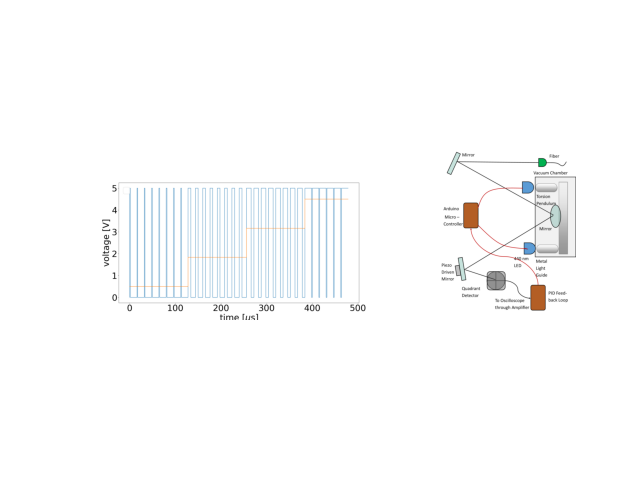 voltage [V]
5
4
3
2
1
0
0 100 200 300 400 500
time [µs]
Mirror
Fiber
Vacuum Chamber
Torsion
Pendulum
Arduino
Micro –
Controller
Mirror
LED
Metal
Light
Guide
Piezo
Driven
Mirror
Quadrant
Detector
To Oscilloscope
through Amplifier
PID Feed-
back Loop